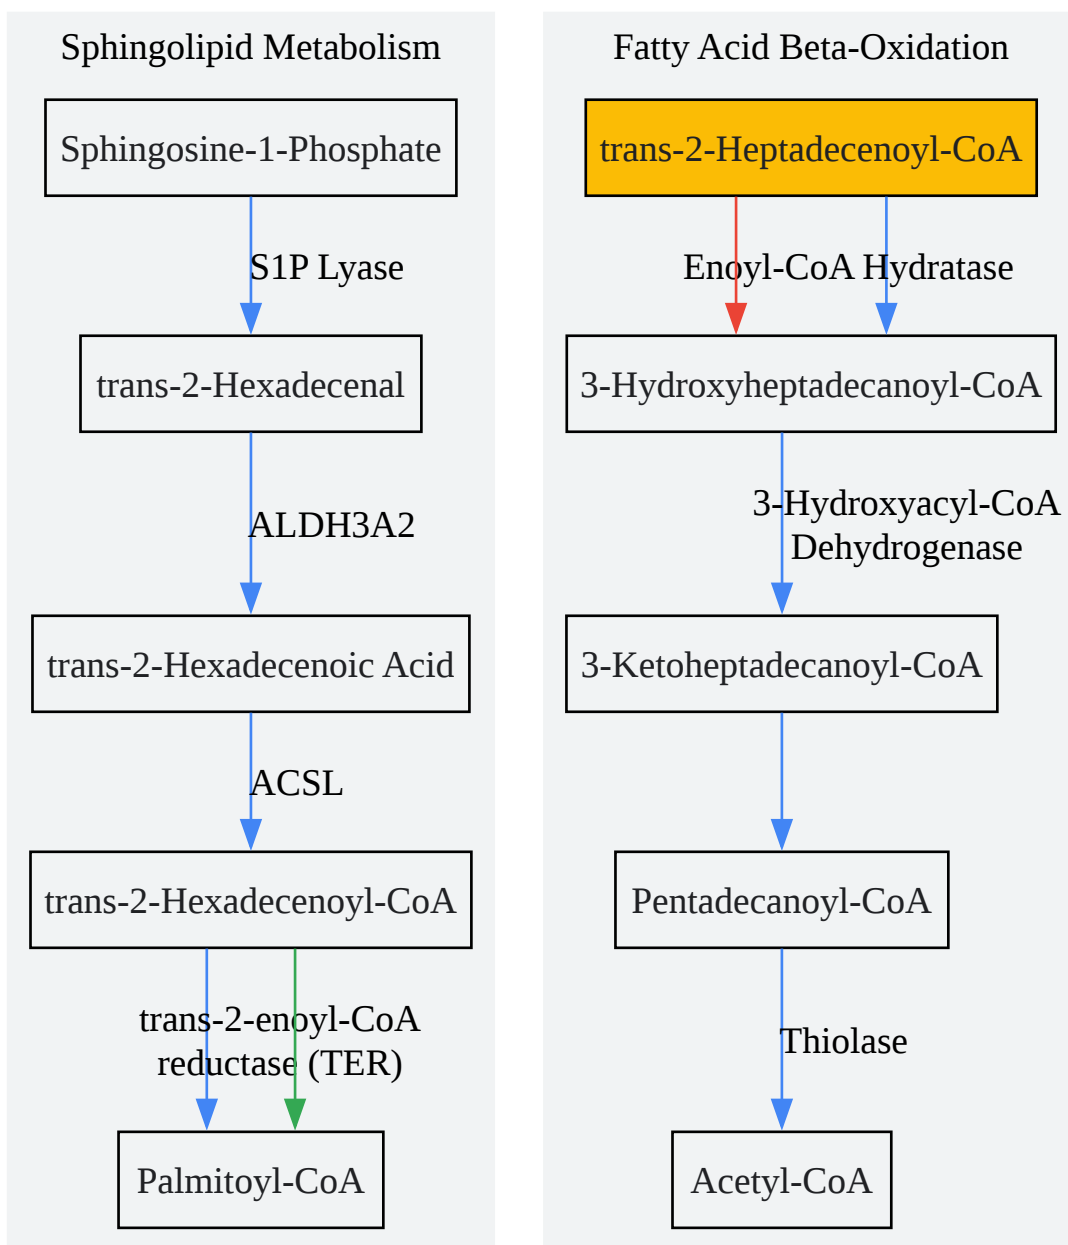 Sphingolipid Metabolism
Sphingosine-1-Phosphate
S1P Lyase
trans-2-Hexadecenal
ALDH3A2
trans-2-Hexadecenoic Acid
ACSL
trans-2-Hexadecenoyl-CoA
trans-2-enoyl-CoA
reductase (TER)
Palmitoyl-CoA
Fatty Acid Beta-Oxidation
trans-2-Heptadecenoyl-CoA
Enoyl-CoA Hydratase
3-Hydroxyheptadecanoyl-CoA
3-Hydroxyacyl-CoA
Dehydrogenase
3-Ketoheptadecanoyl-CoA
Pentadecanoyl-CoA
Thiolase
Acetyl-CoA